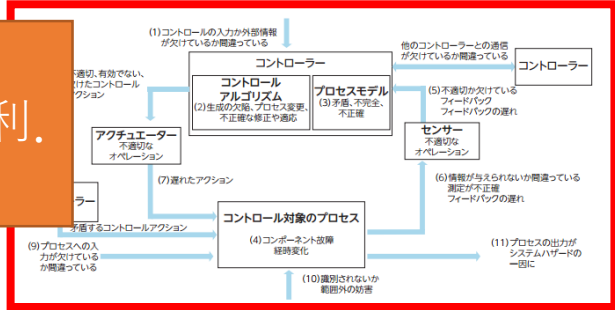 (1)コントロールの入力か外部情報
が欠けているか間違っている
他のコントローラーとの通信
が欠けているか間違っている
コントローラー
コントローラー
不適切、有効でない、
欠けたコントロール
アクション
コントロール
アルゴリズム
(2)生成の欠陥、プロセス変更、
不正確な修正や適応
プロセスモデル
(3)矛盾、不完全、
不正確
(5)不適切か欠けている
フィードバック
フィードバックの遅れ
利.
アクチュエーター
不適切な
オペレーション
センサー
不適切な
オペレーション
(7)遅れたアクション
(6)情報が与えられないか間違っている
測定が不正確
フィードバックの遅れ
ラー
矛盾するコントロールアクション
コントロール対象のプロセス
(4)コンポーネント故障
経時変化
(9)プロセスへの入
力が欠けている
か間違っている
(11)プロセスの出力が
システムハザードの
一因に
(10)識別されないか
範囲外の妨害